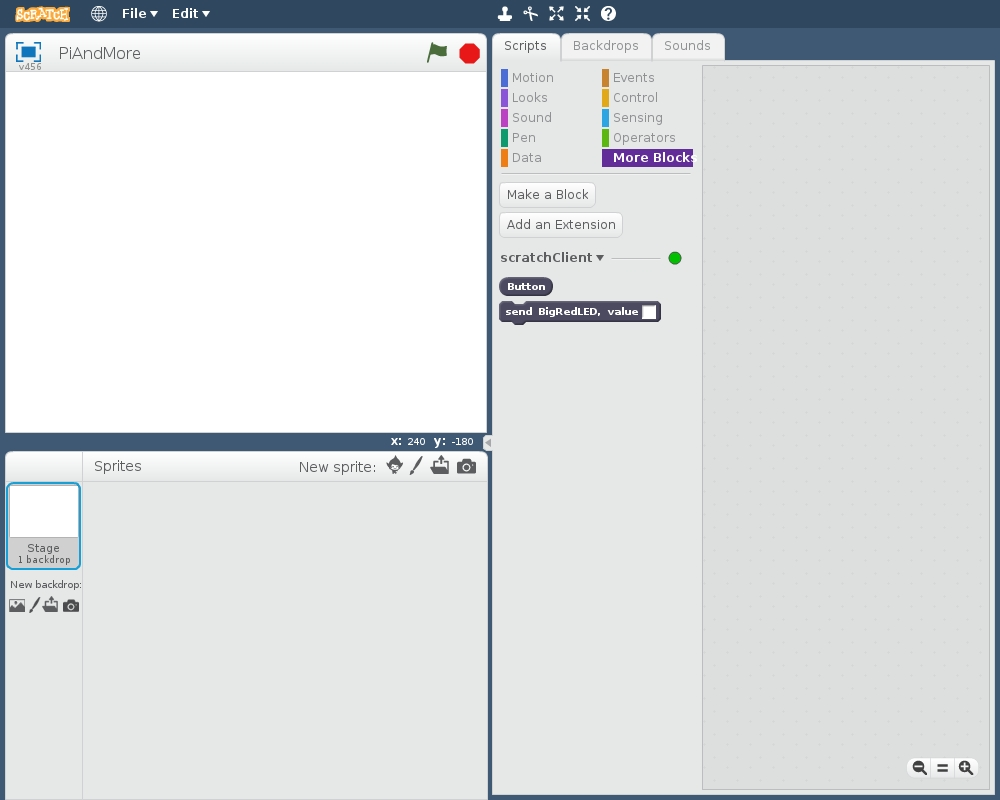 SCRATCH File Edit
PiAndMore
v456
x: 240 y: -180
Sprites New sprite:
Stage
1 backdrop
New backdrop:
Scripts Backdrops Sounds
Motion Events
Looks Control
Sound Sensing
Pen Operators
Data More Blocks
Make a Block
Add an Extension
scratchClient
Button
send BigRedLED, value